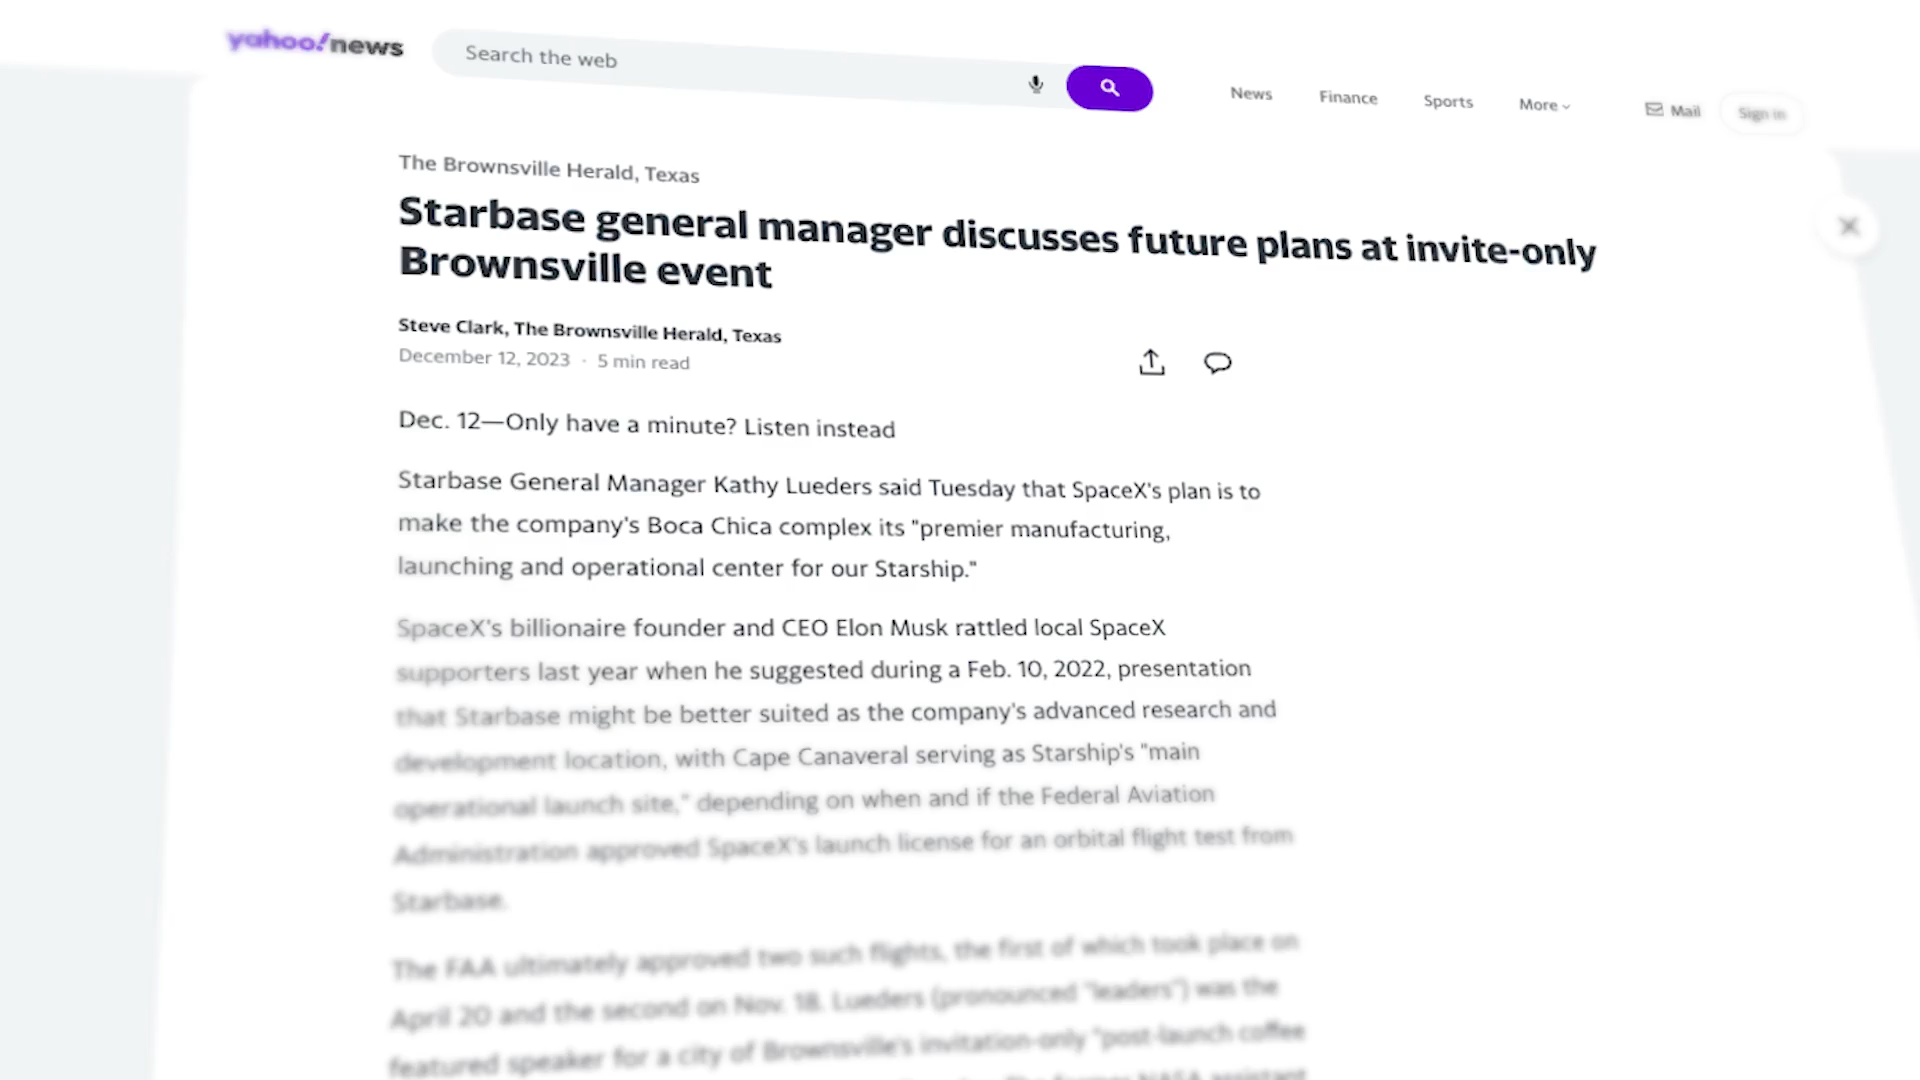 yahoo!news
Search the web
News
Finance
Sports
More
Mail
Sign in
The Brownsville Herald, Texas
Starbase general manager discusses future plans at invite-only
Brownsville event
Steve Clark, The Brownsville Herald, Texas
December 12, 2023 · 5 min read
Dec. 12—Only have a minute? Listen instead
Starbase General Manager Kathy Lueders said Tuesday that SpaceX's plan is to
make the company's Boca Chica complex its "premier manufacturing,
launching and operational center for our Starship."
SpaceX's billionaire founder and CEO Elon Musk rattled local SpaceX
supporters last year when he suggested during a Feb. 10, 2022, presentation
that Starbase might be better suited as the company's advanced research and
development location, with Cape Canaveral serving as Starship's "main
operational launch site," depending on when and if the Federal Aviation
Administration approved SpaceX's launch license for an orbital flight test from
Starbase.
The FAA ultimately approved two such flights, the first of which took place on
April 20 and the second on Nov. 18. Lueders (pronounced "leaders") was the
featured speaker for a city of Brownsville's invitation-only "post-launch coffee